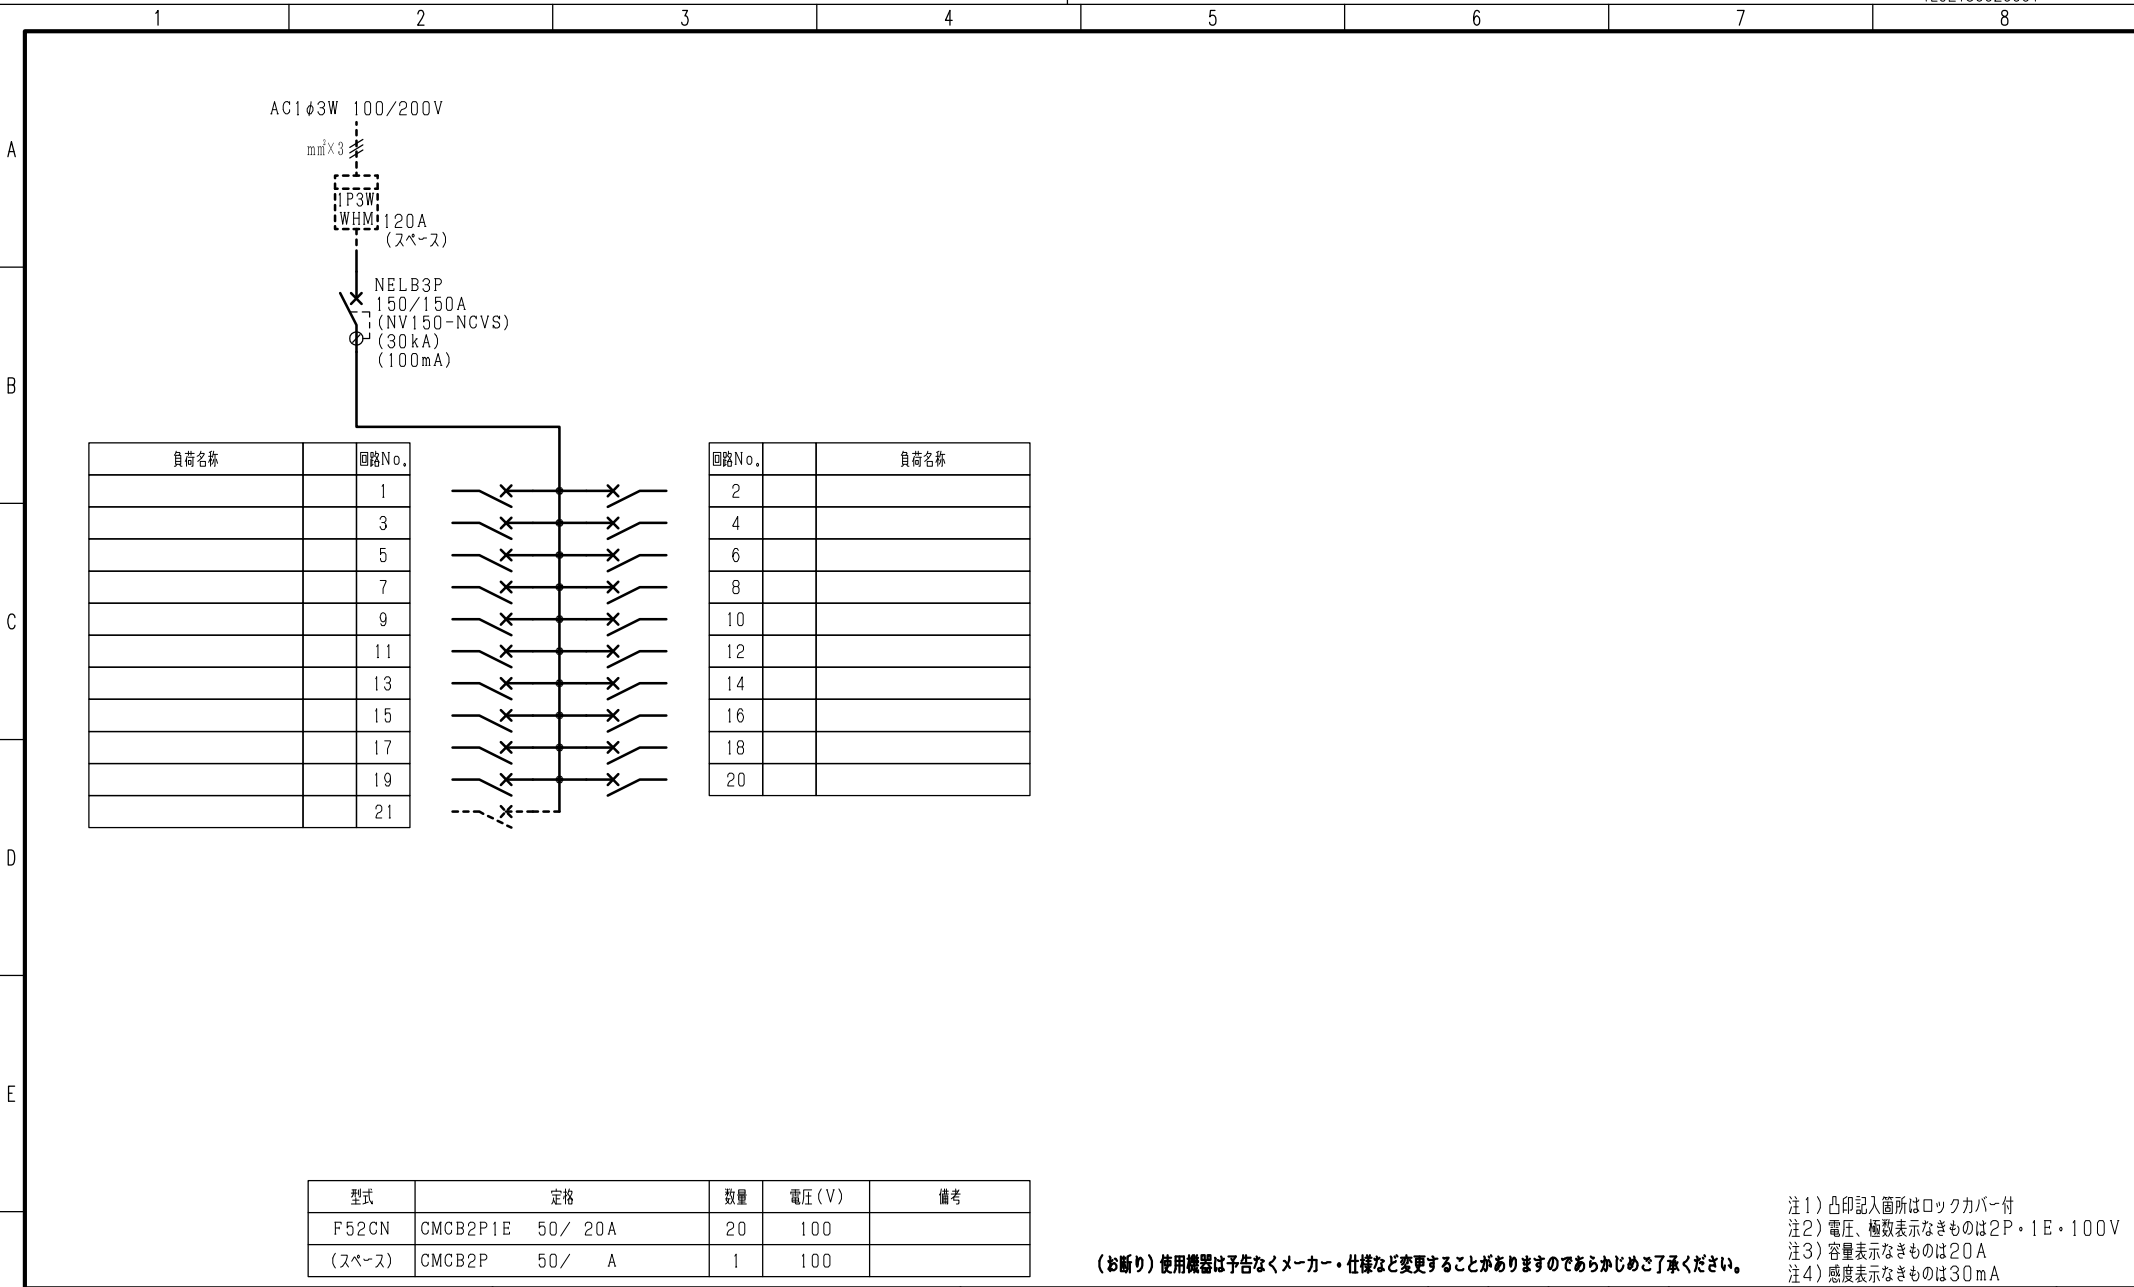 1 2 3 4 5 6 7 8
A
B
C
D
E
AC1φ3W 100/200V
mm²×3
1P3W
WHM
120A
(スペース)
NELB3P
150/150A
(NV150-NCVS)
(30kA)
(100mA)
負荷名称 回路No.
1
3
5
7
9
11
13
15
17
19
21
回路No. 負荷名称
2
4
6
8
10
12
14
16
18
20
型式 定格 数量 電圧(V) 備考
F52CN CMCB2P1E 50/ 20A 20 100
(スペース) CMCB2P 50/ A 1 100
(お断り)使用機器は予告なくメーカー・仕様など変更することがありますのであらかじめご了承ください。
注1)凸印記入箇所はロックカバー付
注2)電圧、極数表示なきものは2P・1E・100V
注3)容量表示なきものは20A
注4)感度表示なきものは30mA